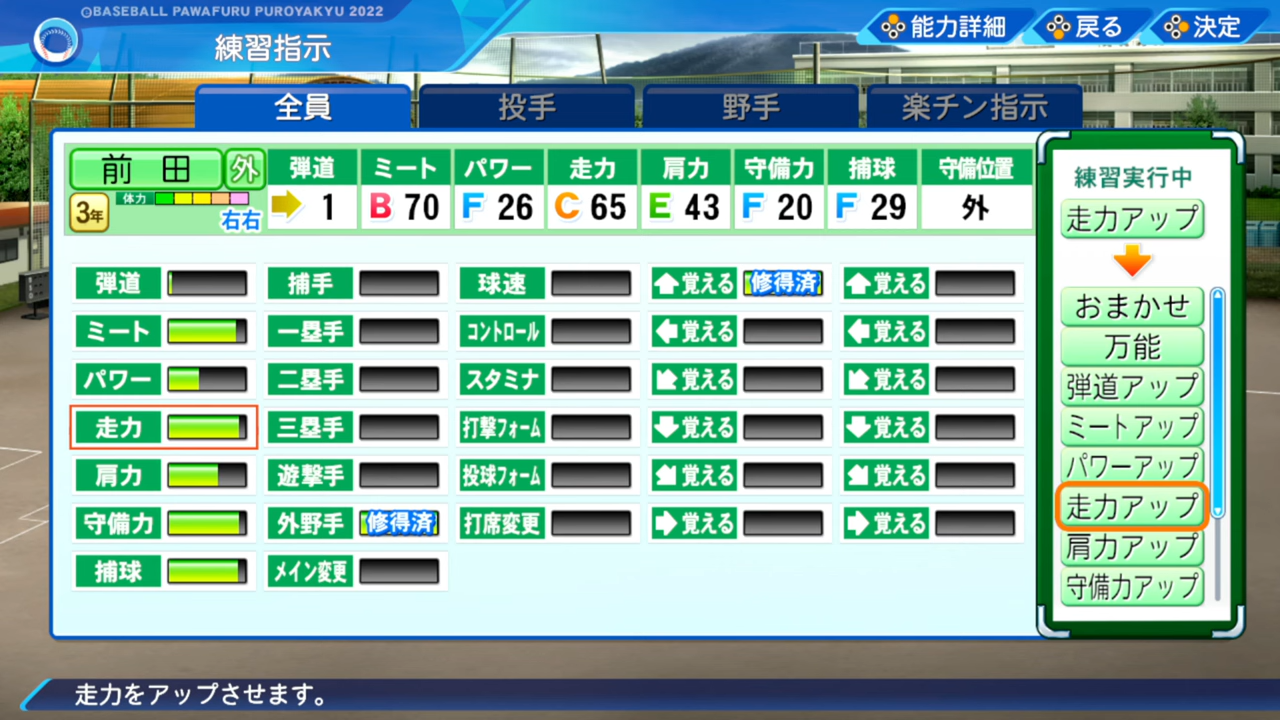 ©BASEBALL PAWAFURU PUROYAKYU 2022
練習指示
能力詳細 戻る 決定
全員 投手 野手 楽チン指示
前田 外 弾道 ミート パワー 走力 肩力 守備力 捕球 守備位置
3年 体力 右右 1 B 70 F 26 C 65 E 43 F 20 F 29 外
弾道 捕手 球速 覚える 修得済 覚える
ミート 一塁手 コントロール 覚える 覚える
パワー 二塁手 スタミナ 覚える 覚える
走力 三塁手 打撃フォーム 覚える 覚える
肩力 遊撃手 投球フォーム 覚える 覚える
守備力 外野手 修得済 打席変更 覚える 覚える
捕球 メイン変更
練習実行中
走力アップ
おまかせ
万能
弾道アップ
ミートアップ
パワーアップ
走力アップ
肩力アップ
守備力アップ
走力をアップさせます。